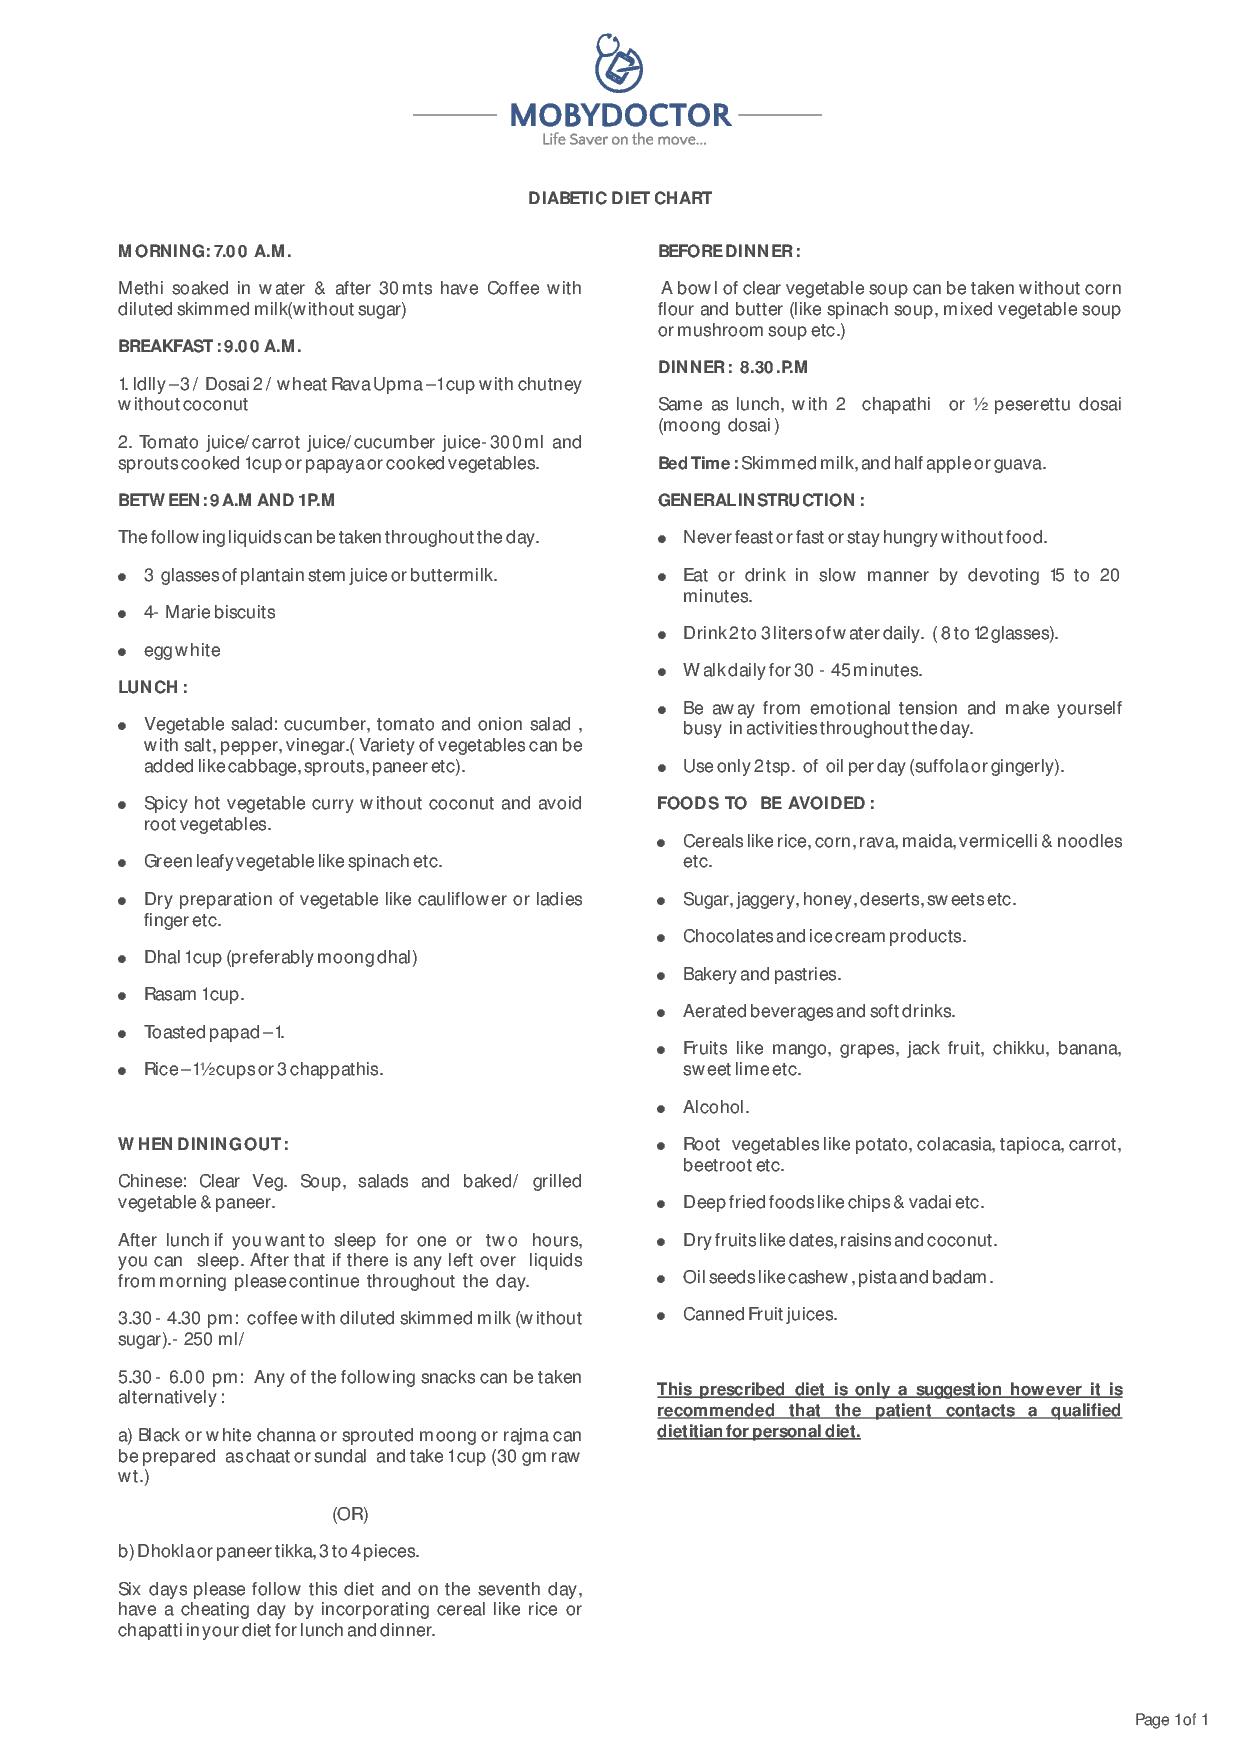 MOBYDOCTOR
Life Saver on the move...
DIABETIC DIET CHART
MORNING: 7.00 A.M.
Methi soaked in water & after 30 mts have Coffee with
diluted skimmed milk(without sugar)
BREAKFAST : 9.00 A.M.
1. Idlly – 3 / Dosai 2 / wheat Rava Upma – 1cup with chutney
without coconut
2. Tomato juice/ carrot juice/ cucumber juice- 300 ml and
sprouts cooked 1cup or papaya or cooked vegetables.
BETWEEN : 9 A.M AND 1P.M
The following liquids can be taken throughout the day.
● 3 glasses of plantain stem juice or buttermilk.
● 4- Marie biscuits
● egg white
LUNCH :
● Vegetable salad: cucumber, tomato and onion salad ,
with salt, pepper, vinegar.( Variety of vegetables can be
added like cabbage, sprouts, paneer etc).
● Spicy hot vegetable curry without coconut and avoid
root vegetables.
● Green leafy vegetable like spinach etc.
● Dry preparation of vegetable like cauliflower or ladies
finger etc.
● Dhal 1cup (preferably moong dhal)
● Rasam 1cup.
● Toasted papad – 1.
● Rice – 1½ cups or 3 chappathis.
WHEN DINING OUT :
Chinese: Clear Veg. Soup, salads and baked/ grilled
vegetable & paneer.
After lunch if you want to sleep for one or two hours,
you can sleep. After that if there is any left over liquids
from morning please continue throughout the day.
3.30 - 4.30 pm: coffee with diluted skimmed milk (without
sugar).- 250 ml/
5.30 - 6.00 pm: Any of the following snacks can be taken
alternatively :
a) Black or white channa or sprouted moong or rajma can
be prepared as chaat or sundal and take 1cup (30 gm raw
wt.)
(OR)
b) Dhokla or paneer tikka, 3 to 4 pieces.
Six days please follow this diet and on the seventh day,
have a cheating day by incorporating cereal like rice or
chapatti in your diet for lunch and dinner.
BEFORE DINNER :
A bowl of clear vegetable soup can be taken without corn
flour and butter (like spinach soup, mixed vegetable soup
or mushroom soup etc.)
DINNER : 8.30 .P.M
Same as lunch, with 2 chapathi or ½ peserettu dosai
(moong dosai )
Bed Time : Skimmed milk, and half apple or guava.
GENERAL INSTRUCTION :
● Never feast or fast or stay hungry without food.
● Eat or drink in slow manner by devoting 15 to 20
minutes.
● Drink 2 to 3 liters of water daily. ( 8 to 12 glasses).
● Walk daily for 30 - 45 minutes.
● Be away from emotional tension and make yourself
busy in activities throughout the day.
● Use only 2 tsp. of oil per day (suffola or gingerly).
FOODS TO BE AVOIDED :
● Cereals like rice, corn, rava, maida, vermicelli & noodles
etc.
● Sugar, jaggery, honey, deserts, sweets etc.
● Chocolates and ice cream products.
● Bakery and pastries.
● Aerated beverages and soft drinks.
● Fruits like mango, grapes, jack fruit, chikku, banana,
sweet lime etc.
● Alcohol.
● Root vegetables like potato, colacasia, tapioca, carrot,
beetroot etc.
● Deep fried foods like chips & vadai etc.
● Dry fruits like dates, raisins and coconut.
● Oil seeds like cashew , pista and badam .
● Canned Fruit juices.
This prescribed diet is only a suggestion however it is
recommended that the patient contacts a qualified
dietitian for personal diet.
Page 1 of 1